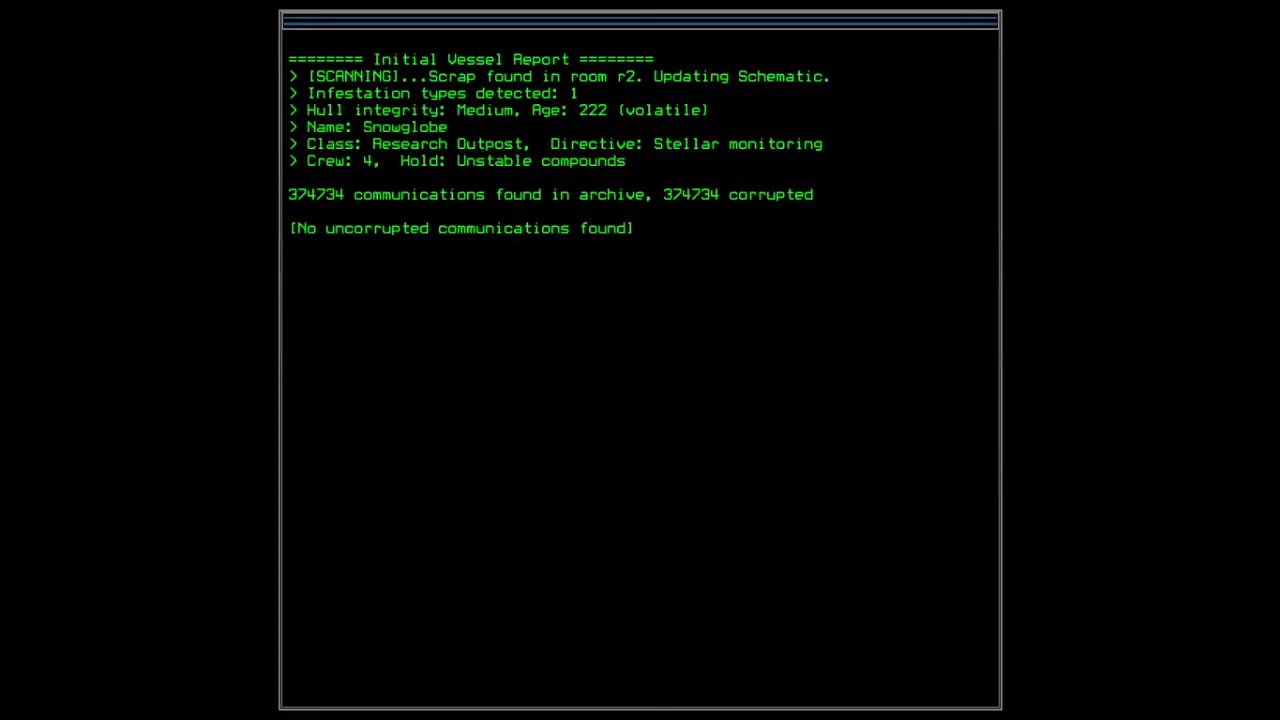 ======== Initial Vessel Report ========
> [SCANNING]...Scrap found in room r2. Updating Schematic.
> Infestation types detected: 1
> Hull integrity: Medium, Age: 222 (volatile)
> Name: Snowglobe
> Class: Research Outpost,  Directive: Stellar monitoring
> Crew: 4,  Hold: Unstable compounds
374734 communications found in archive, 374734 corrupted
[No uncorrupted communications found]